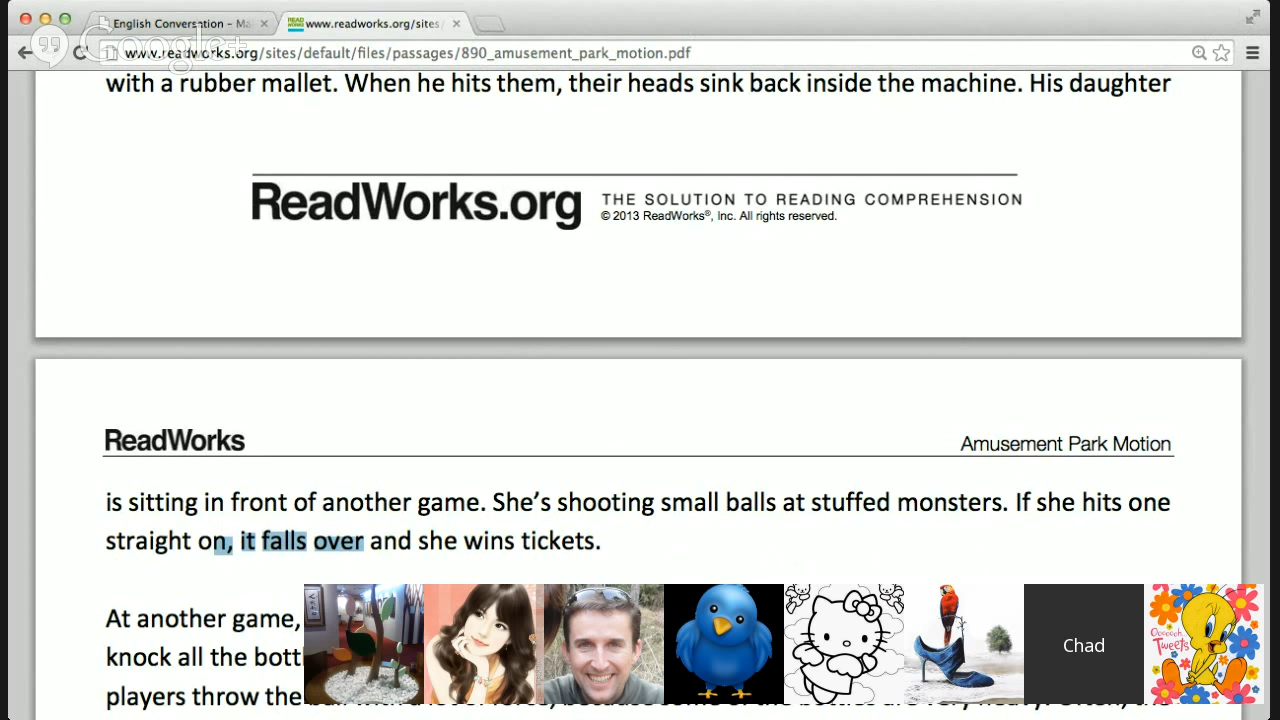 English Conversation – Ma
www.readworks.org/sites/
Google+
www.readworks.org/sites/default/files/passages/890_amusement_park_motion.pdf
with a rubber mallet. When he hits them, their heads sink back inside the machine. His daughter
ReadWorks.org
THE SOLUTION TO READING COMPREHENSION
© 2013 ReadWorks®, Inc. All rights reserved.
ReadWorks
Amusement Park Motion
is sitting in front of another game. She’s shooting small balls at stuffed monsters. If she hits one
straight on, it falls over and she wins tickets.
At another game,
knock all the bottl
players throw the
Chad
Ooooooh...
Tweets